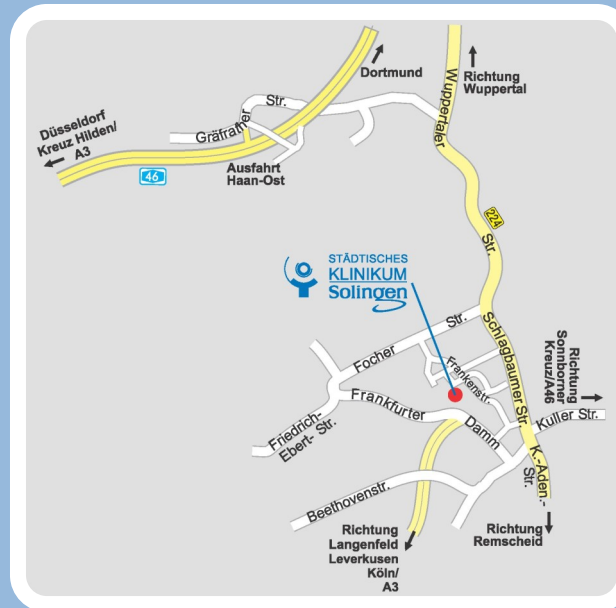 Dortmund
Richtung
Wuppertal
Wuppertaler
Str.
Gräfrather
Str.
Düsseldorf
Kreuz Hilden/
A3
46
Ausfahrt
Haan-Ost
224
STÄDTISCHES
KLINIKUM
Solingen
Schlagbaumer Str.
Focher
Str.
Frankenstr.
Richtung
Sonnborner
Kreuz/A46
Frankfurter
Damm
Kuller Str.
Friedrich-
Ebert- Str.
K.-Aden.-
Str.
Beethovenstr.
Richtung
Langenfeld
Leverkusen
Köln/
A3
Richtung
Remscheid